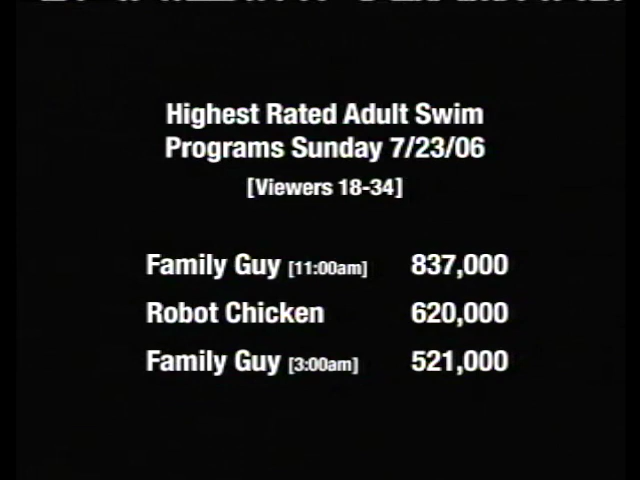 Highest Rated Adult Swim
Programs Sunday 7/23/06
[Viewers 18-34]
Family Guy [11:00am] 837,000
Robot Chicken 620,000
Family Guy [3:00am] 521,000